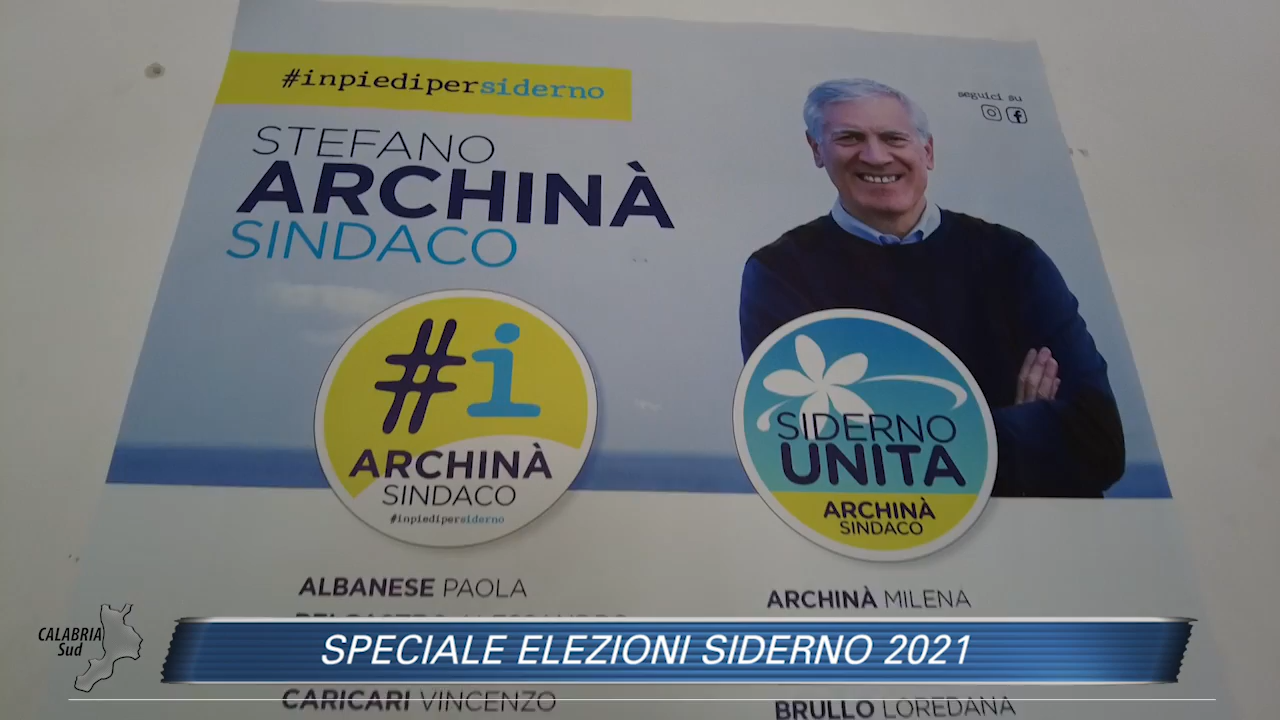 #inpiedipersiderno
STEFANO
ARCHINÀ
SINDACO
seguici su
#i
ARCHINÀ
SINDACO
#inpiedipersiderno
SIDERNO
UNITA
ARCHINÀ
SINDACO
ALBANESE PAOLA
ARCHINÀ MILENA
CALABRIA
Sud
SPECIALE ELEZIONI SIDERNO 2021
CARICARI VINCENZO
BRULLO LOREDANA